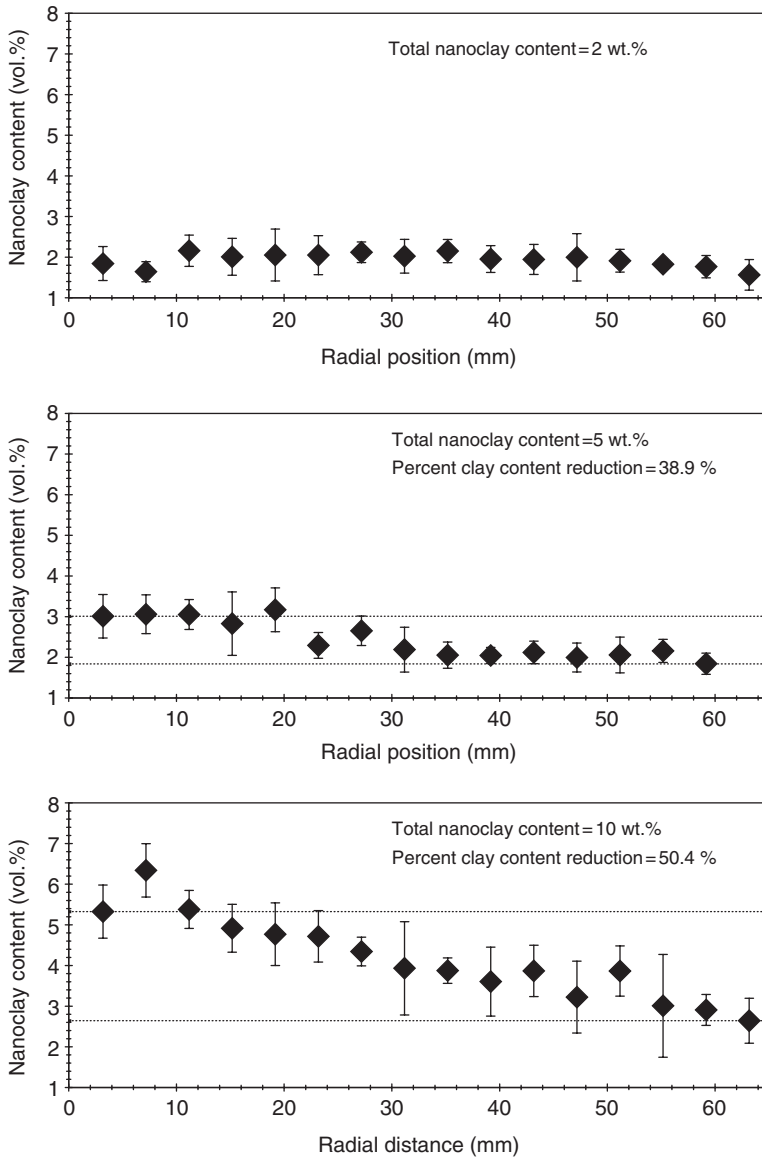 8
7
6
5
4
3
2
1
Nanoclay content (vol.%)
Total nanoclay content=2 wt.%
0 10 20 30 40 50 60
Radial position (mm)
8
7
6
5
4
3
2
1
Nanoclay content (vol.%)
Total nanoclay content=5 wt.%
Percent clay content reduction=38.9 %
0 10 20 30 40 50 60
Radial position (mm)
8
7
6
5
4
3
2
1
Nanoclay content (vol.%)
Total nanoclay content=10 wt.%
Percent clay content reduction=50.4 %
0 10 20 30 40 50 60
Radial distance (mm)